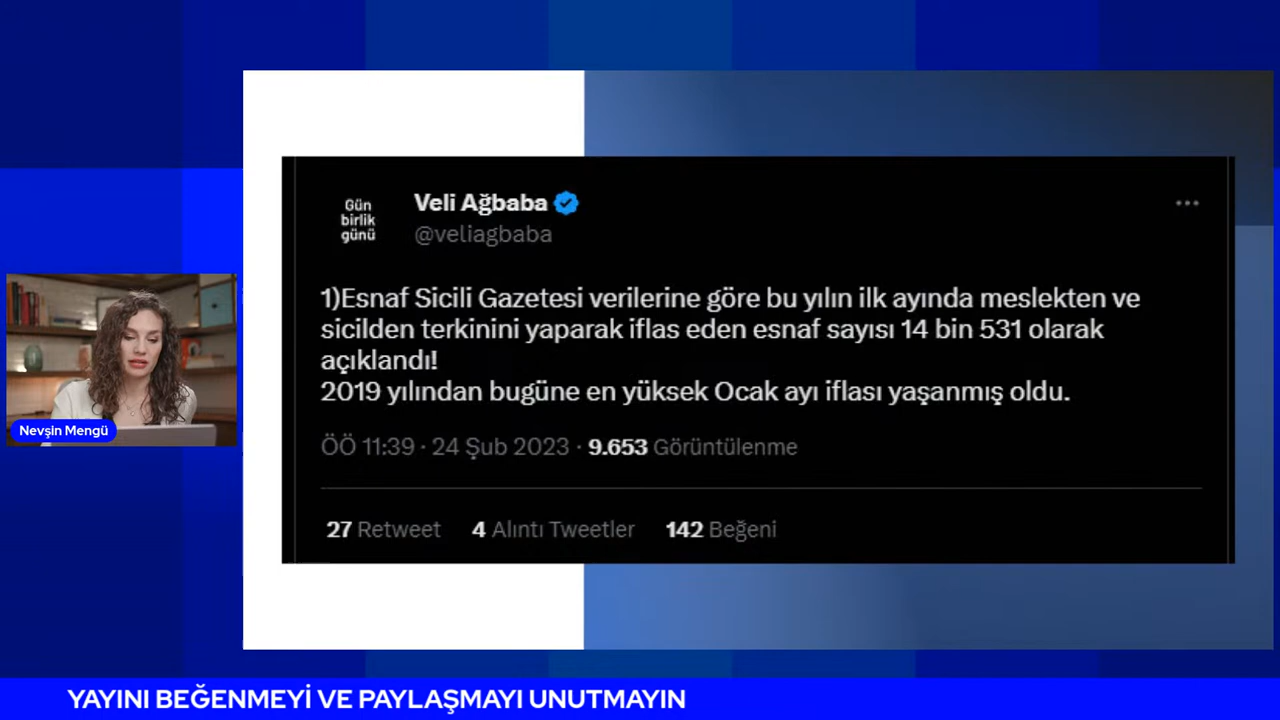 Gün
birlik
günü
Veli Ağbaba
@veliagbaba
1)Esnaf Sicili Gazetesi verilerine göre bu yılın ilk ayında meslekten ve
sicilden terkinini yaparak iflas eden esnaf sayısı 14 bin 531 olarak
açıklandı!
2019 yılından bugüne en yüksek Ocak ayı iflası yaşanmış oldu.
ÖÖ 11:39 · 24 Şub 2023 · 9.653 Görüntülenme
27 Retweet 4 Alıntı Tweetler 142 Beğeni
Nevşin Mengü
YAYINI BEĞENMEYİ VE PAYLAŞMAYI UNUTMAYIN